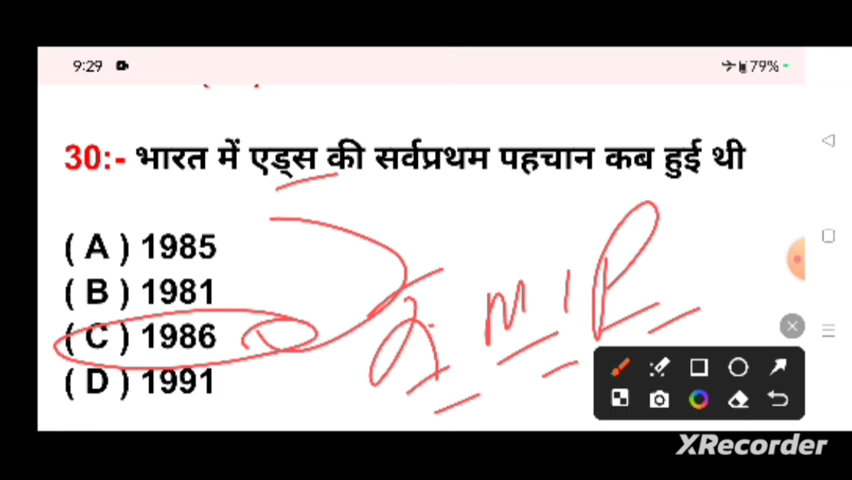 9:29 79%
30:- भारत में एड्स की सर्वप्रथम पहचान कब हुई थी
( A ) 1985
( B ) 1981
( C ) 1986
( D ) 1991
XRecorder